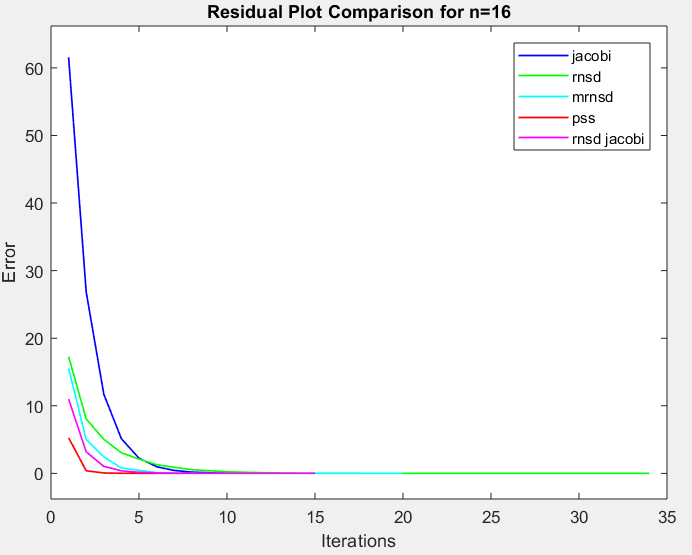 Residual Plot Comparison for n=16
jacobi
rnsd
mrnsd
pss
rnsd jacobi
60
50
40
30
20
10
0
Error
0 5 10 15 20 25 30 35
Iterations